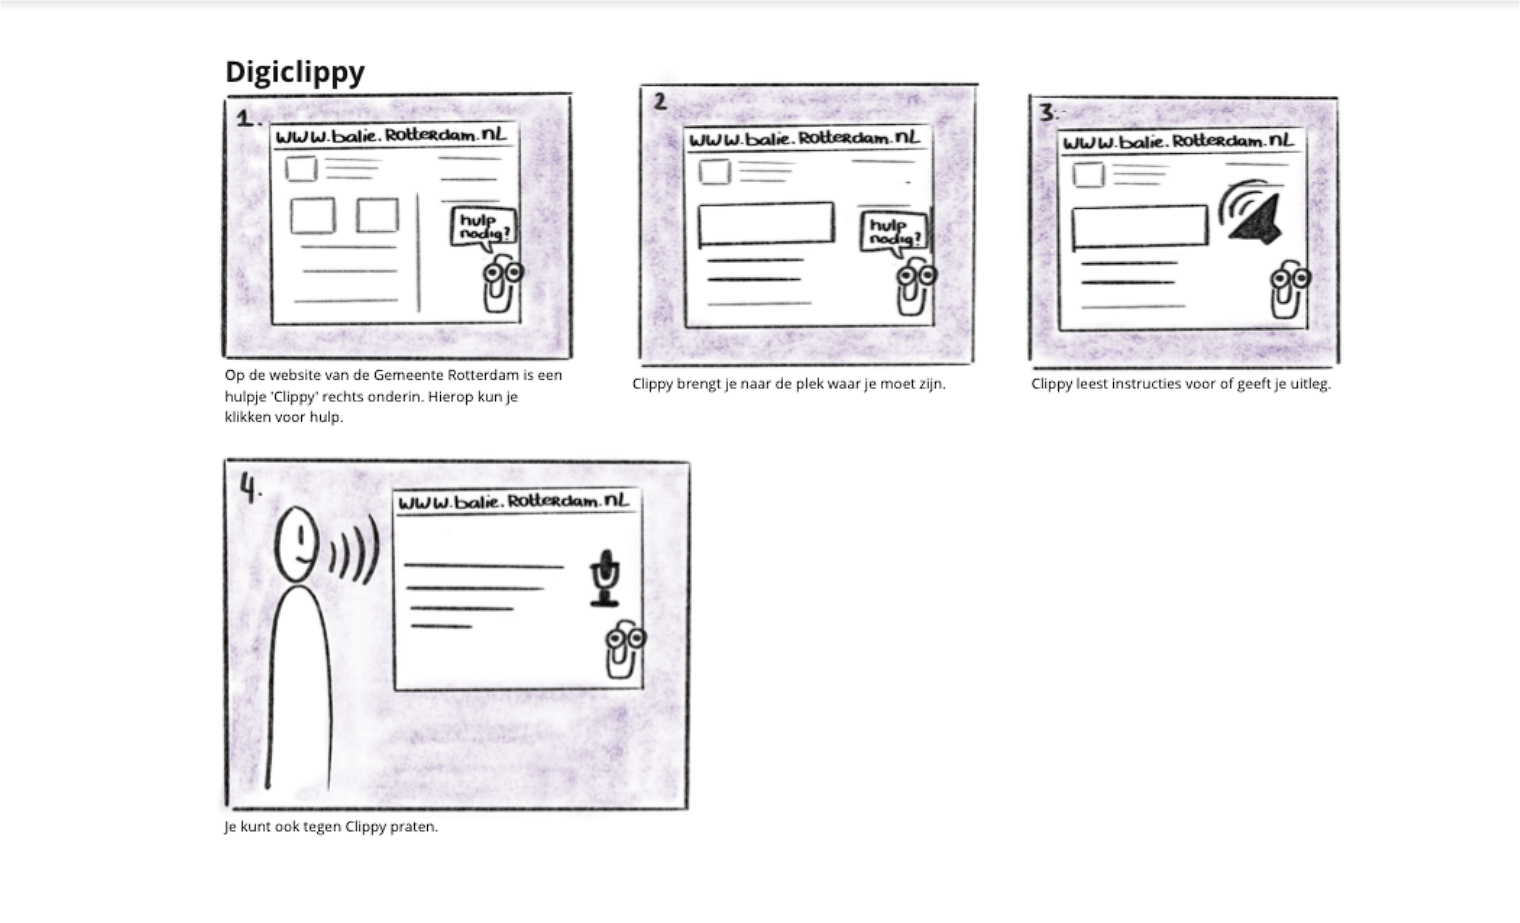 Digiclippy
1.
www.balie.Rotterdam.nl
hulp
nodig?
Op de website van de Gemeente Rotterdam is een
hulpje 'Clippy' rechts onderin. Hierop kun je
klikken voor hulp.
2
www.balie.Rotterdam.nl
hulp
nodig?
Clippy brengt je naar de plek waar je moet zijn.
3.
www.balie.Rotterdam.nl
Clippy leest instructies voor of geeft je uitleg.
4.
www.balie.Rotterdam.nl
Je kunt ook tegen Clippy praten.